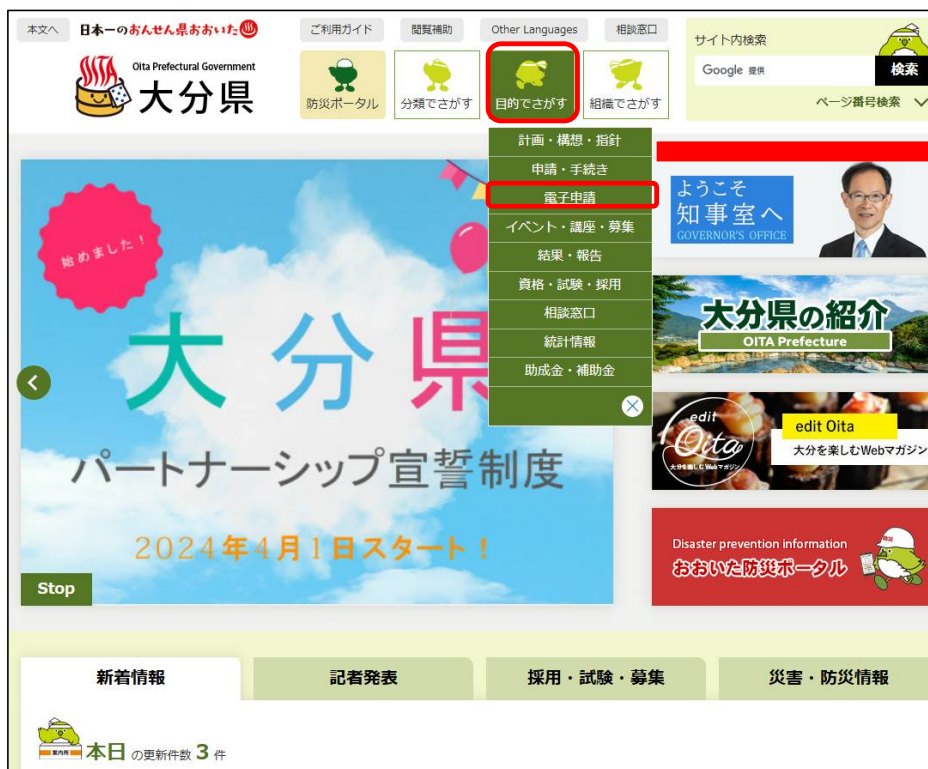 本文へ
日本一のおんせん県おおいた
ご利用ガイド
閲覧補助
Other Languages
相談窓口
サイト内検索
Oita Prefectural Government
大分県
防災ポータル
分類でさがす
目的でさがす
組織でさがす
Google 提供
検索
ページ番号検索
計画・構想・指針
申請・手続き
電子申請
イベント・講座・募集
結果・報告
資格・試験・採用
相談窓口
統計情報
助成金・補助金
始めました！
大分県
パートナーシップ宣誓制度
2024年4月1日スタート！
Stop
ようこそ
知事室へ
GOVERNOR'S OFFICE
大分県の紹介
OITA Prefecture
edit
Oita
大分を楽しむWebマガジン
edit Oita
大分を楽しむWebマガジン
Disaster prevention information
おおいた防災ポータル
新着情報
記者発表
採用・試験・募集
災害・防災情報
案内所
本日 の更新件数 3 件